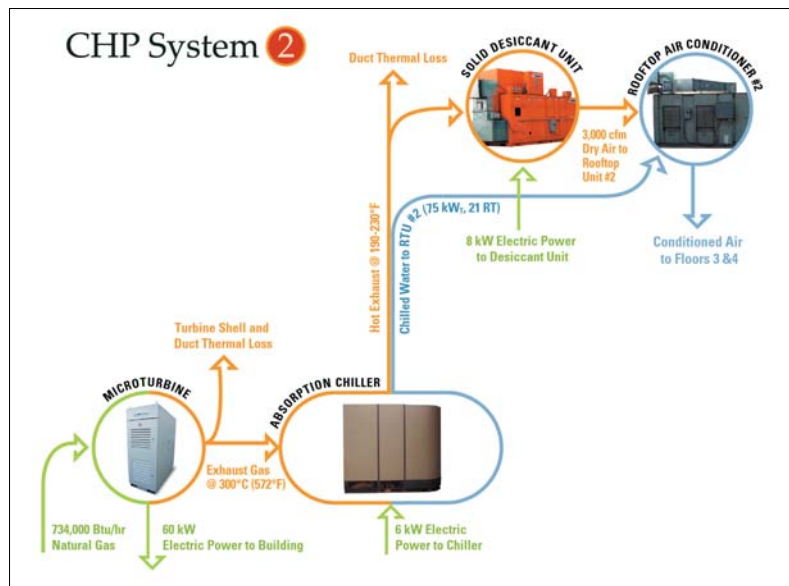 CHP System 2
Duct Thermal Loss
SOLID DESICCANT UNIT
ROOFTOP AIR CONDITIONER #2
3,000 cfm
Dry Air to
Rooftop
Unit #2
Hot Exhaust @ 190-230°F
Chilled Water to RTU #2 (75 kWT, 21 RT)
8 kW Electric Power
to Desiccant Unit
Conditioned Air
to Floors 3 &4
Turbine Shell and
Duct Thermal Loss
MICROTURBINE
ABSORPTION CHILLER
Exhaust Gas
@ 300°C (572°F)
734,000 Btu/hr
Natural Gas
60 kW
Electric Power to Building
6 kW Electric
Power to Chiller